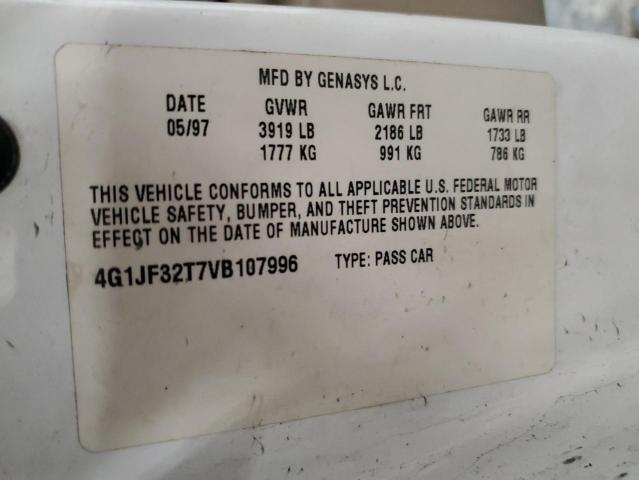 MFD BY GENASYS L.C.
DATE GVWR GAWR FRT GAWR RR
05/97 3919 LB 2186 LB 1733 LB
1777 KG 991 KG 786 KG
THIS VEHICLE CONFORMS TO ALL APPLICABLE U.S. FEDERAL MOTOR
VEHICLE SAFETY, BUMPER, AND THEFT PREVENTION STANDARDS IN
EFFECT ON THE DATE OF MANUFACTURE SHOWN ABOVE.
4G1JF32T7VB107996 TYPE: PASS CAR